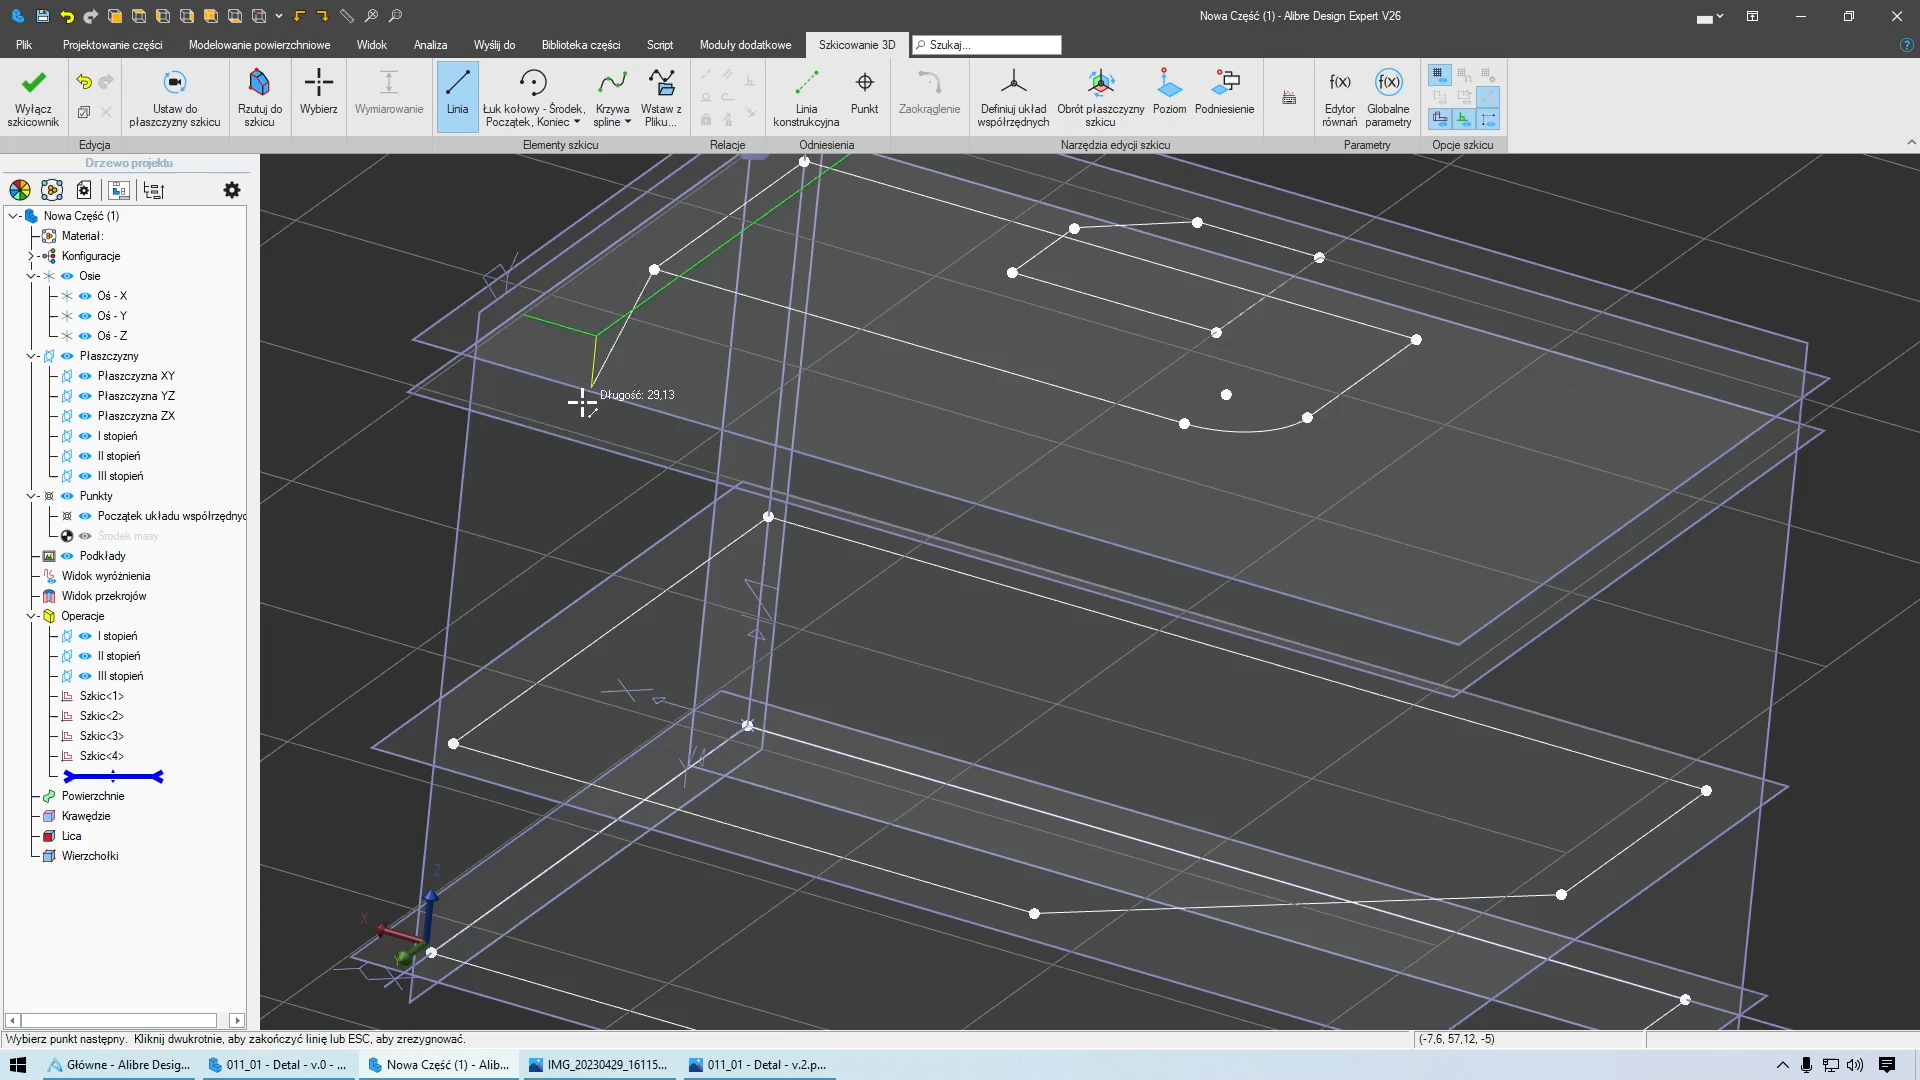 Nowa Część (1) - Alibre Design Expert V26
Plik
Projektowanie części
Modelowanie powierzchniowe
Widok
Analiza
Wyślij do
Biblioteka części
Script
Moduły dodatkowe
Szkicowanie 3D
Szukaj...
Wyłącz szkicownik
Ustaw do płaszczyzny szkicu
Rzutuj do szkicu
Wybierz
Wymiarowanie
Linia
Łuk kołowy - Środek, Początek, Koniec
Krzywa spline
Wstaw z Pliku...
Linia konstrukcyjna
Punkt
Zaokrąglenie
Definiuj układ współrzędnych
Obrót płaszczyzny szkicu
Poziom
Podniesienie
f(x)
Edytor równań
f(x)
Globalne parametry
Edycja
Elementy szkicu
Relacje
Odniesienia
Narzędzia edycji szkicu
Parametry
Opcje szkicu
Drzewo projektu
Nowa Część (1)
Materiał:
Konfiguracje
Osie
Oś - X
Oś - Y
Oś - Z
Płaszczyzny
Płaszczyzna XY
Płaszczyzna YZ
Płaszczyzna ZX
I stopień
II stopień
III stopień
Punkty
Początek układu współrzędnyc
Środek masy
Podkłady
Widok wyróżnienia
Widok przekrojów
Operacje
I stopień
II stopień
III stopień
Szkic<1>
Szkic<2>
Szkic<3>
Szkic<4>
Powierzchnie
Krawędzie
Lica
Wierzchołki
Długość: 29,13
Z
X
Y
Wybierz punkt następny. Kliknij dwukrotnie, aby zakończyć linię lub ESC, aby zrezygnować.
(-7,6, 57,12, -5)
Główne - Alibre Desig...
011_01 - Detal - v.0 - ...
Nowa Część (1) - Alib...
IMG_20230429_16115...
011_01 - Detal - v.2.p...